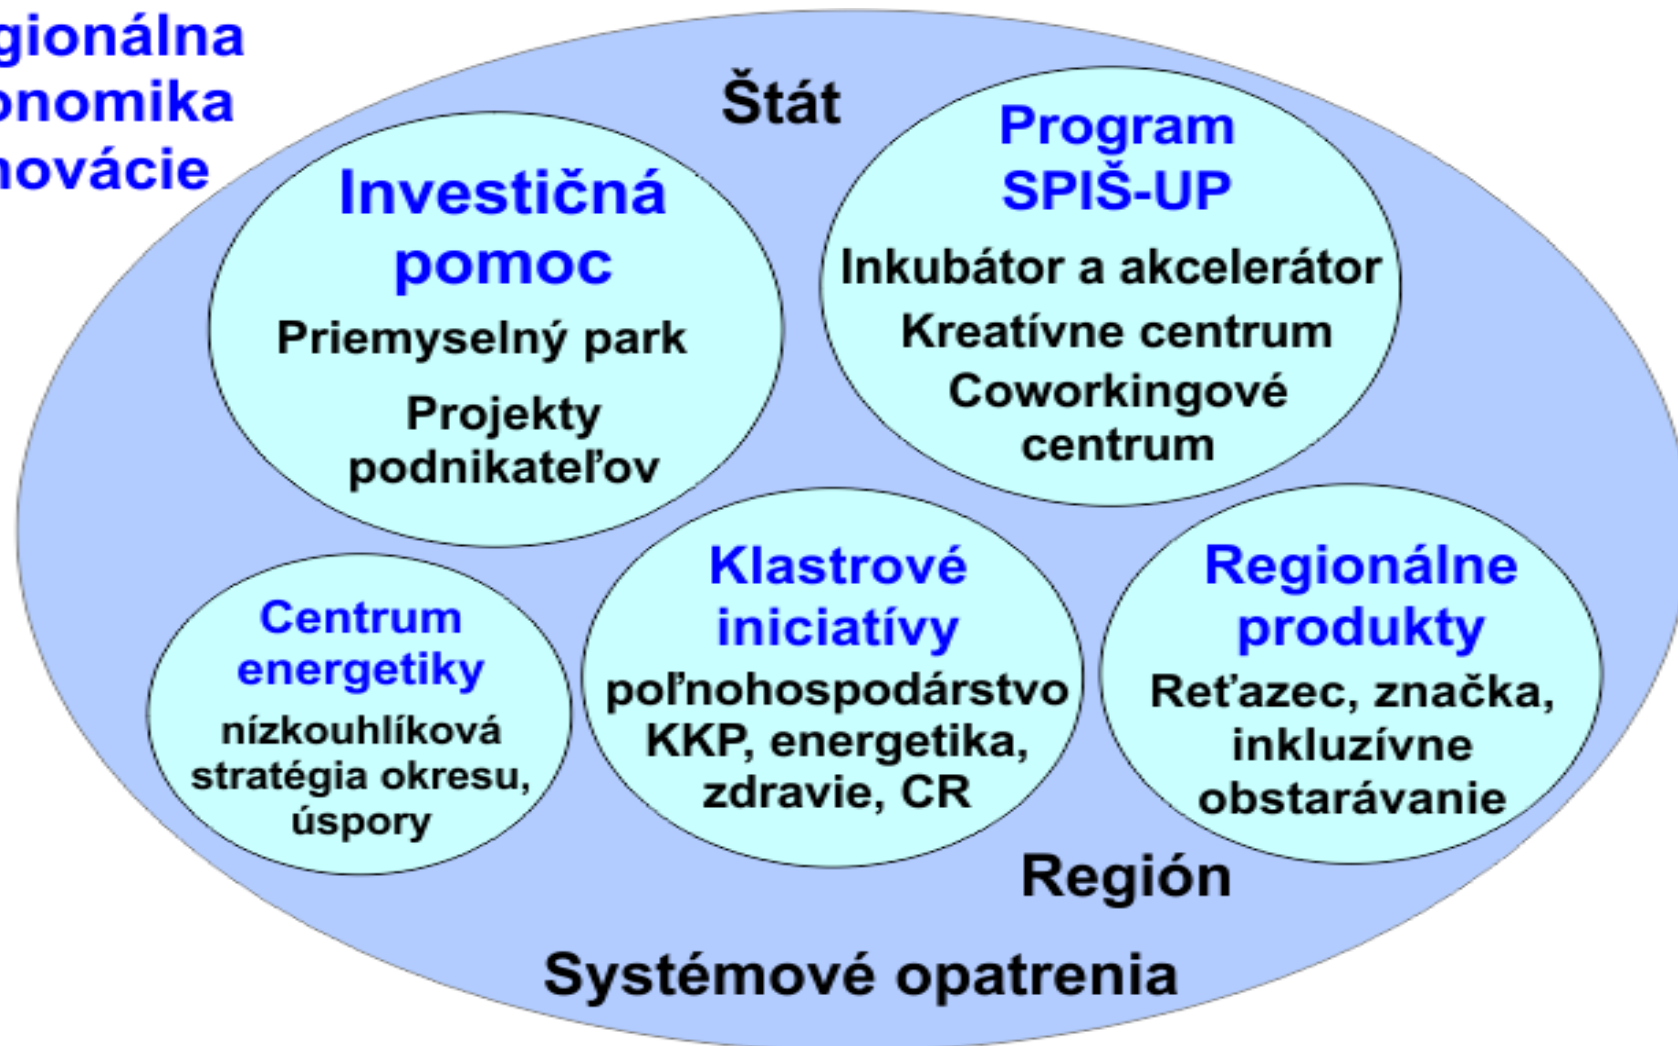 gionálna
onomika
novácie
Štát
Investičná
pomoc
Priemyselný park
Projekty
podnikateľov
Program
SPIŠ-UP
Inkubátor a akcelerátor
Kreatívne centrum
Coworkingové
centrum
Centrum
energetiky
nízkouhlíková
stratégia okresu,
úspory
Klastrové
iniciatívy
poľnohospodárstvo
KKP, energetika,
zdravie, CR
Regionálne
produkty
Reťazec, značka,
inkluzívne
obstarávanie
Región
Systémové opatrenia